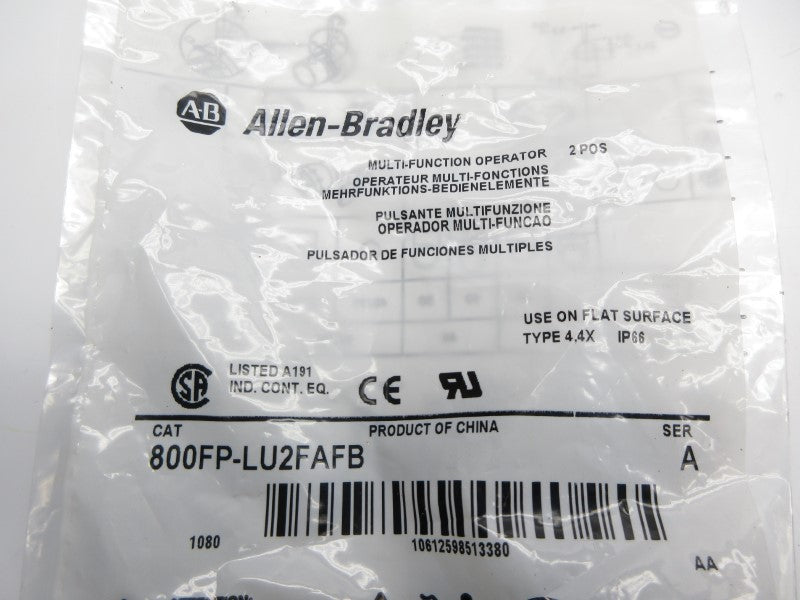 A-B Allen-Bradley
MULTI-FUNCTION OPERATOR 2 POS
OPERATEUR MULTI-FONCTIONS
MEHRFUNKTIONS-BEDIENELEMENTE
PULSANTE MULTIFUNZIONE
OPERADOR MULTI-FUNCAO
PULSADOR DE FUNCIONES MULTIPLES
USE ON FLAT SURFACE
TYPE 4,4X IP66
LISTED A191
IND. CONT. EQ.
CAT PRODUCT OF CHINA SER
800FP-LU2FAFB A
1080
10612598513380
AA